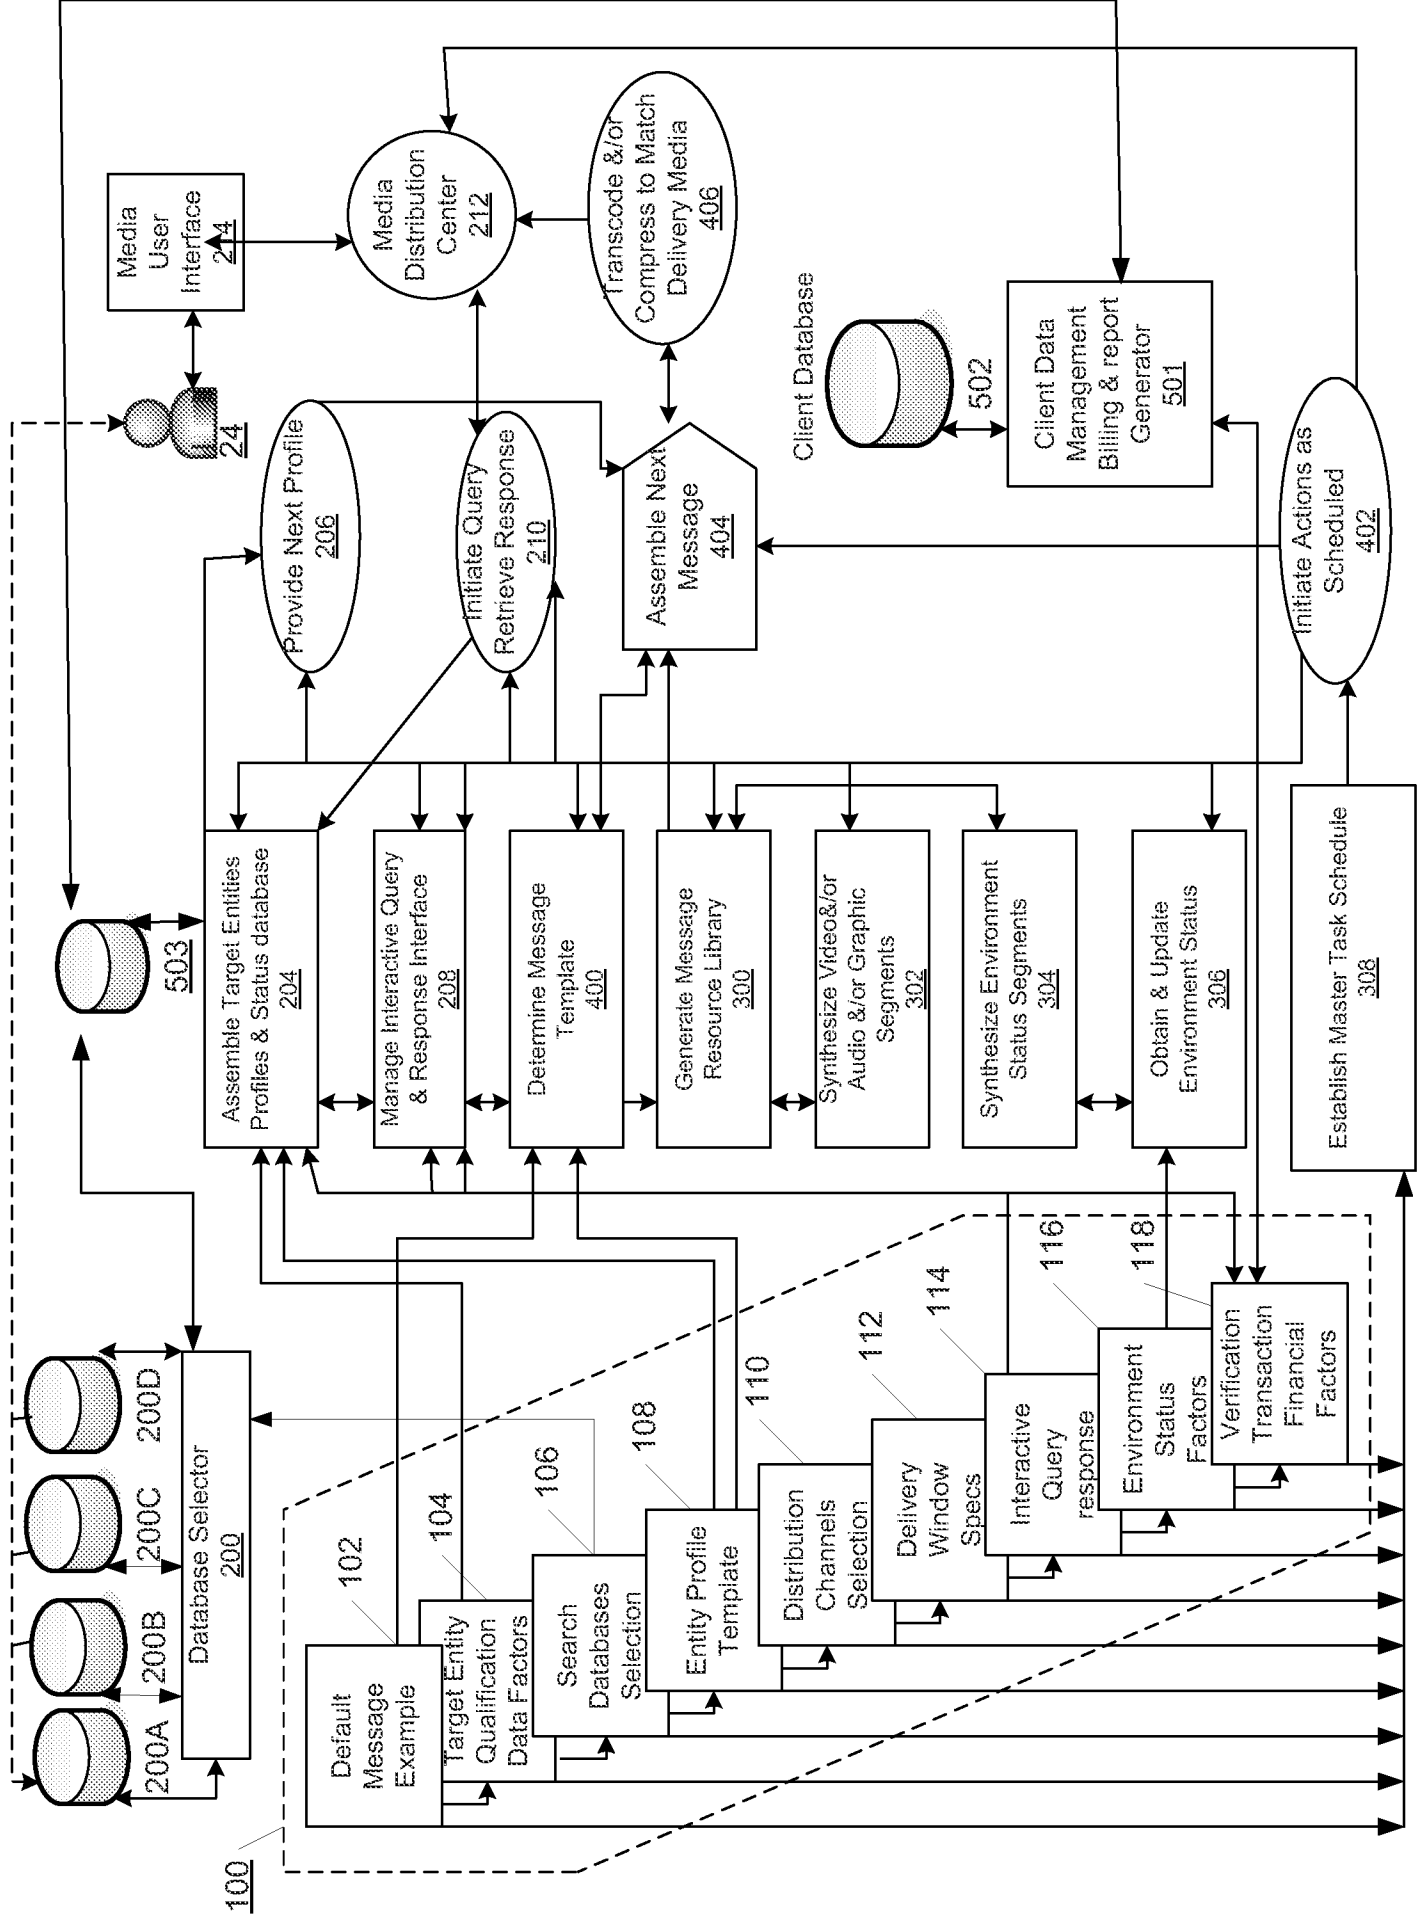 100
200A
200B
200C
200D
Database Selector
200
503
24
Media
User
Interface
214
Default
Message
Example
102
Target Entity
Qualification
Data Factors
104
Search
Databases
Selection
106
Entity Profile
Template
108
Distribution
Channels
Selection
110
Delivery
Window
Specs
112
Interactive
Query
response
114
Environment
Status
Factors
116
Verification
Transaction
Financial
Factors
118
Assemble Target Entities
Profiles & Status database
204
Manage Interactive Query
& Response Interface
208
Determine Message
Template
400
Generate Message
Resource Library
300
Synthesize Video&/or
Audio &/or Graphic
Segments
302
Synthesize Environment
Status Segments
304
Obtain & Update
Environment Status
306
Establish Master Task Schedule
308
Provide Next Profile
206
Initiate Query
Retrieve Response
210
Assemble Next
Message
404
Media
Distribution
Center
212
Transcode &/or
Compress to Match
Delivery Media
406
Client Database
502
Client Data
Management
Billing & report
Generator
501
Initiate Actions as
Scheduled
402